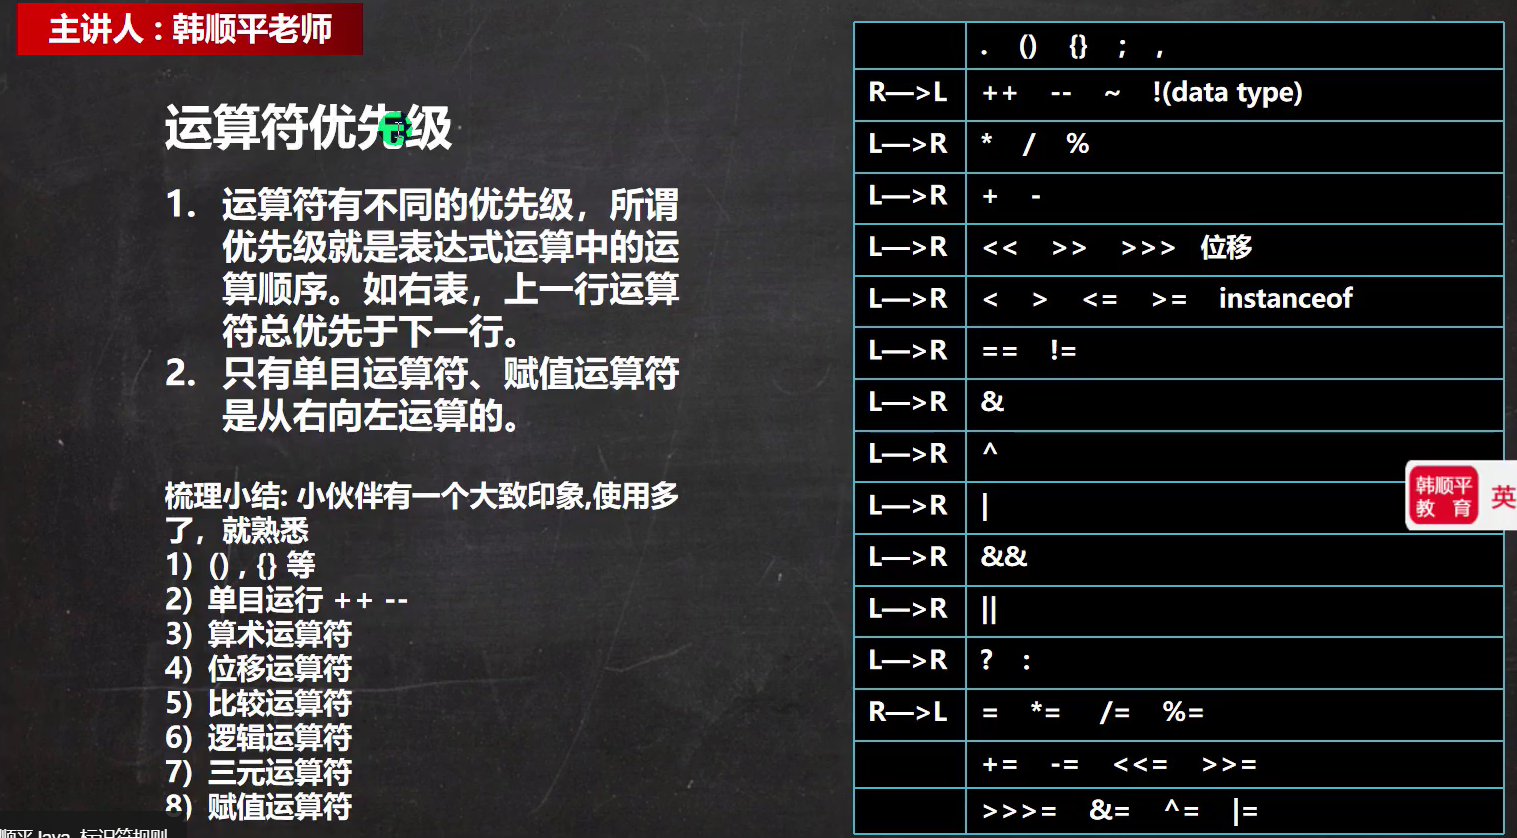 主讲人:韩顺平老师
运算符优先级
1. 运算符有不同的优先级，所谓
优先级就是表达式运算中的运
算顺序。如右表，上一行运算
符总优先于下一行。
2. 只有单目运算符、赋值运算符
是从右向左运算的。
梳理小结: 小伙伴有一个大致印象,使用多
了，就熟悉
1) () , {} 等
2) 单目运行 ++ --
3) 算术运算符
4) 位移运算符
5) 比较运算符
6) 逻辑运算符
7) 三元运算符
8) 赋值运算符
. () {} ; ,
R—>L ++ -- ~ !(data type)
L—>R * / %
L—>R + -
L—>R << >> >>> 位移
L—>R < > <= >= instanceof
L—>R == !=
L—>R &
L—>R ^
L—>R |
L—>R &&
L—>R ||
L—>R ? :
R—>L = *= /= %=
+= -= <<= >>=
>>>= &= ^= |=
韩顺平
教 育
英